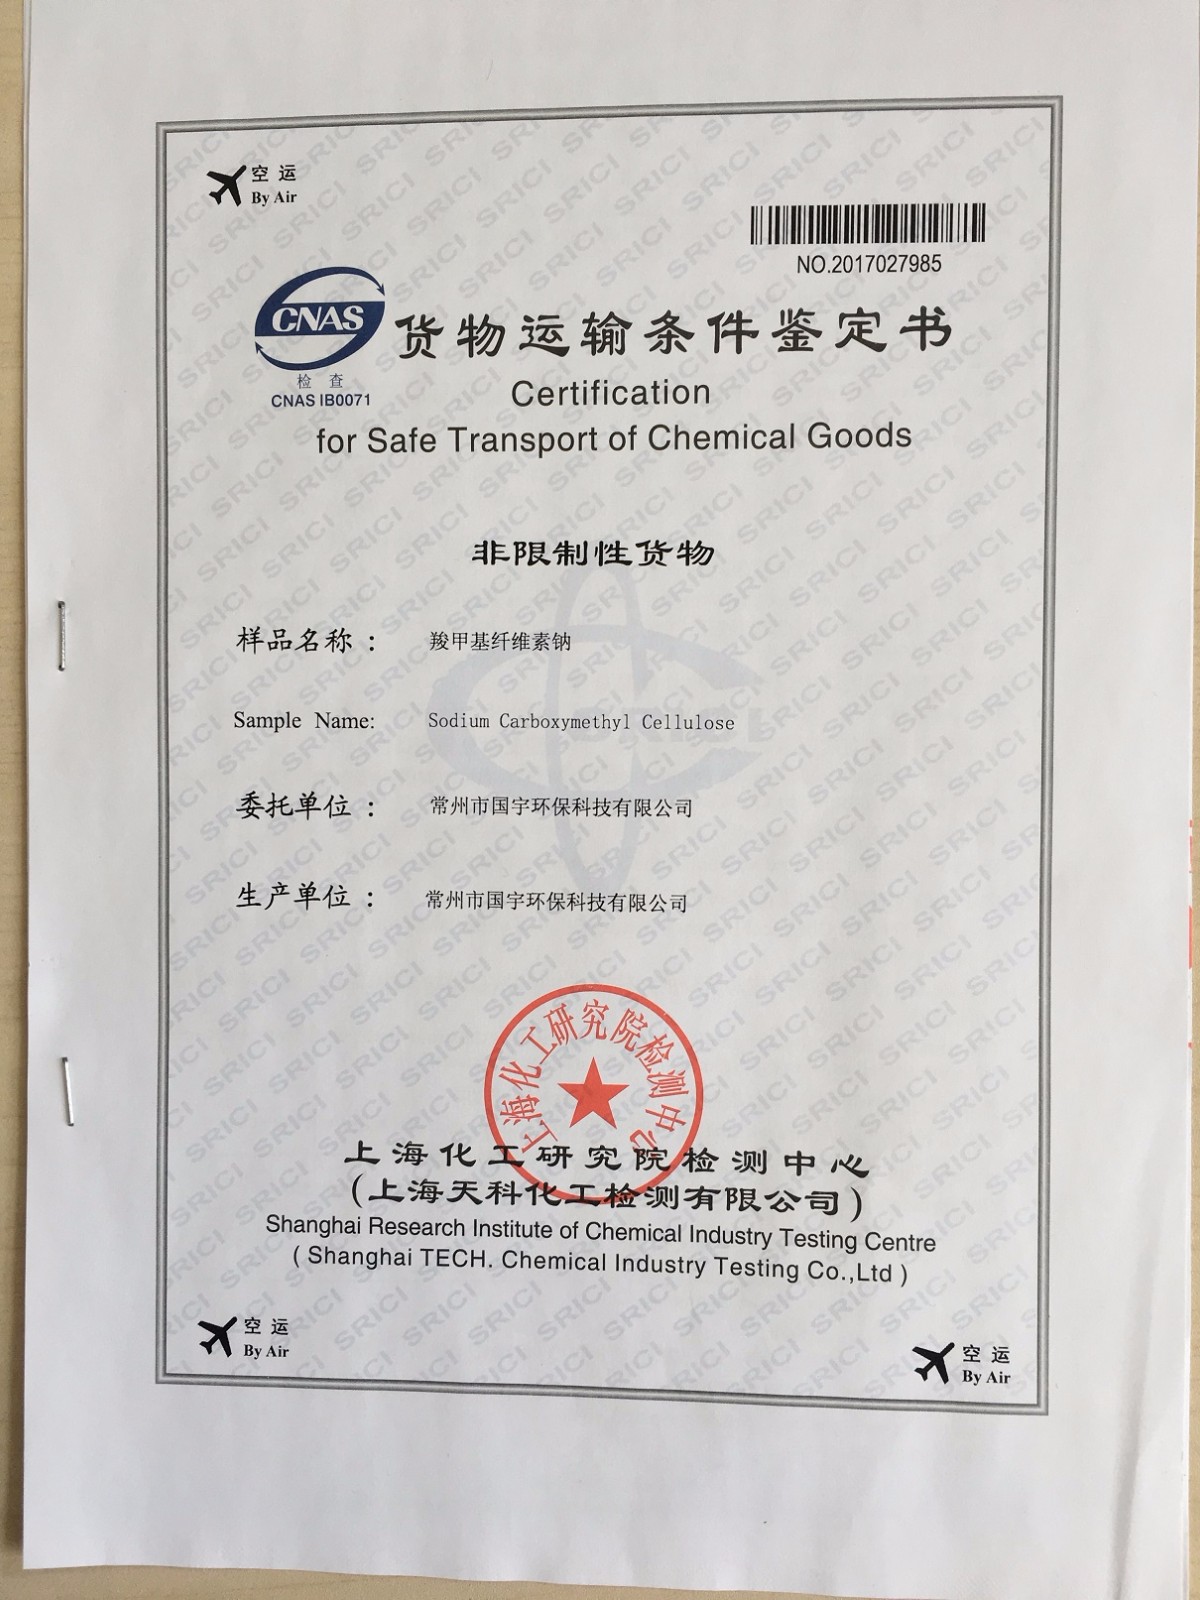 空运
By Air
NO.2017027985
CNAS
检 查
CNAS IB0071
货物运输条件鉴定书
Certification
for Safe Transport of Chemical Goods
非限制性货物
样品名称：
羧甲基纤维素钠
Sample Name:
Sodium Carboxymethyl Cellulose
委托单位：
常州市国宇环保科技有限公司
生产单位：
常州市国宇环保科技有限公司
上海化工研究院检测中心
上海化工研究院检测中心
(上海天科化工检测有限公司)
Shanghai Research Institute of Chemical Industry Testing Centre
( Shanghai TECH. Chemical Industry Testing Co.,Ltd )
空运
By Air
空运
By Air
SRICI